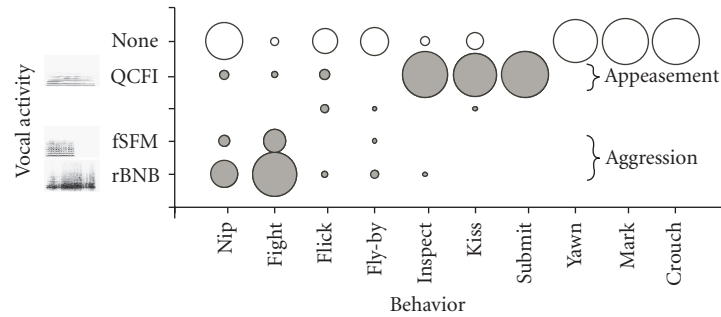 None
QCFl
Appeasement
fSFM
Aggression
rBNB
Vocal activity
Nip
Fight
Flick
Fly-by
Inspect
Kiss
Submit
Yawn
Mark
Crouch
Behavior